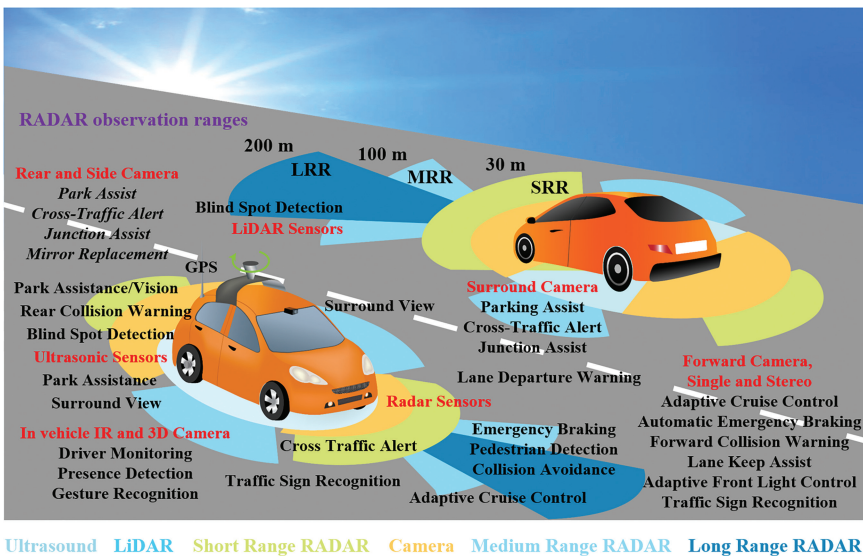 RADAR observation ranges
200 m
100 m
30 m
LRR
MRR
SRR
Rear and Side Camera
Park Assist
Cross-Traffic Alert
Junction Assist
Mirror Replacement
Blind Spot Detection
LiDAR Sensors
GPS
Park Assistance/Vision
Rear Collision Warning
Blind Spot Detection
Ultrasonic Sensors
Park Assistance
Surround View
Surround View
Surround Camera
Parking Assist
Cross-Traffic Alert
Junction Assist
Lane Departure Warning
Forward Camera,
Single and Stereo
Adaptive Cruise Control
Automatic Emergency Braking
Forward Collision Warning
Lane Keep Assist
Adaptive Front Light Control
Traffic Sign Recognition
Radar Sensors
In vehicle IR and 3D Camera
Driver Monitoring
Presence Detection
Gesture Recognition
Cross Traffic Alert
Traffic Sign Recognition
Emergency Braking
Pedestrian Detection
Collision Avoidance
Adaptive Cruise Control
Ultrasound LiDAR Short Range RADAR Camera Medium Range RADAR Long Range RADAR